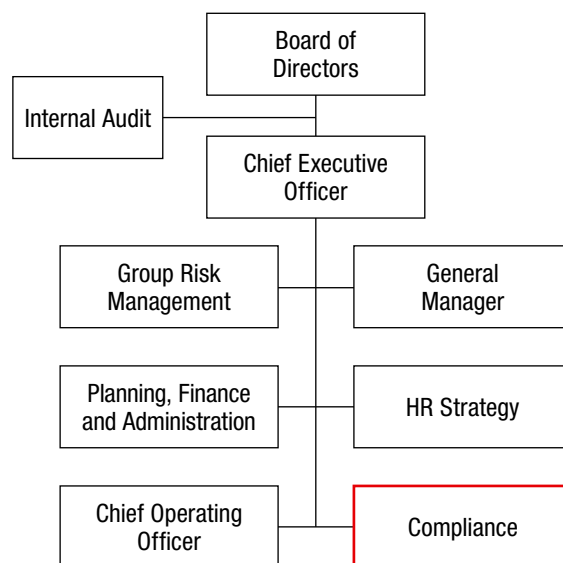 Board of
Directors
Internal Audit
Chief Executive
Officer
Group Risk
Management
General
Manager
Planning, Finance
and Administration
HR Strategy
Chief Operating
Officer
Compliance